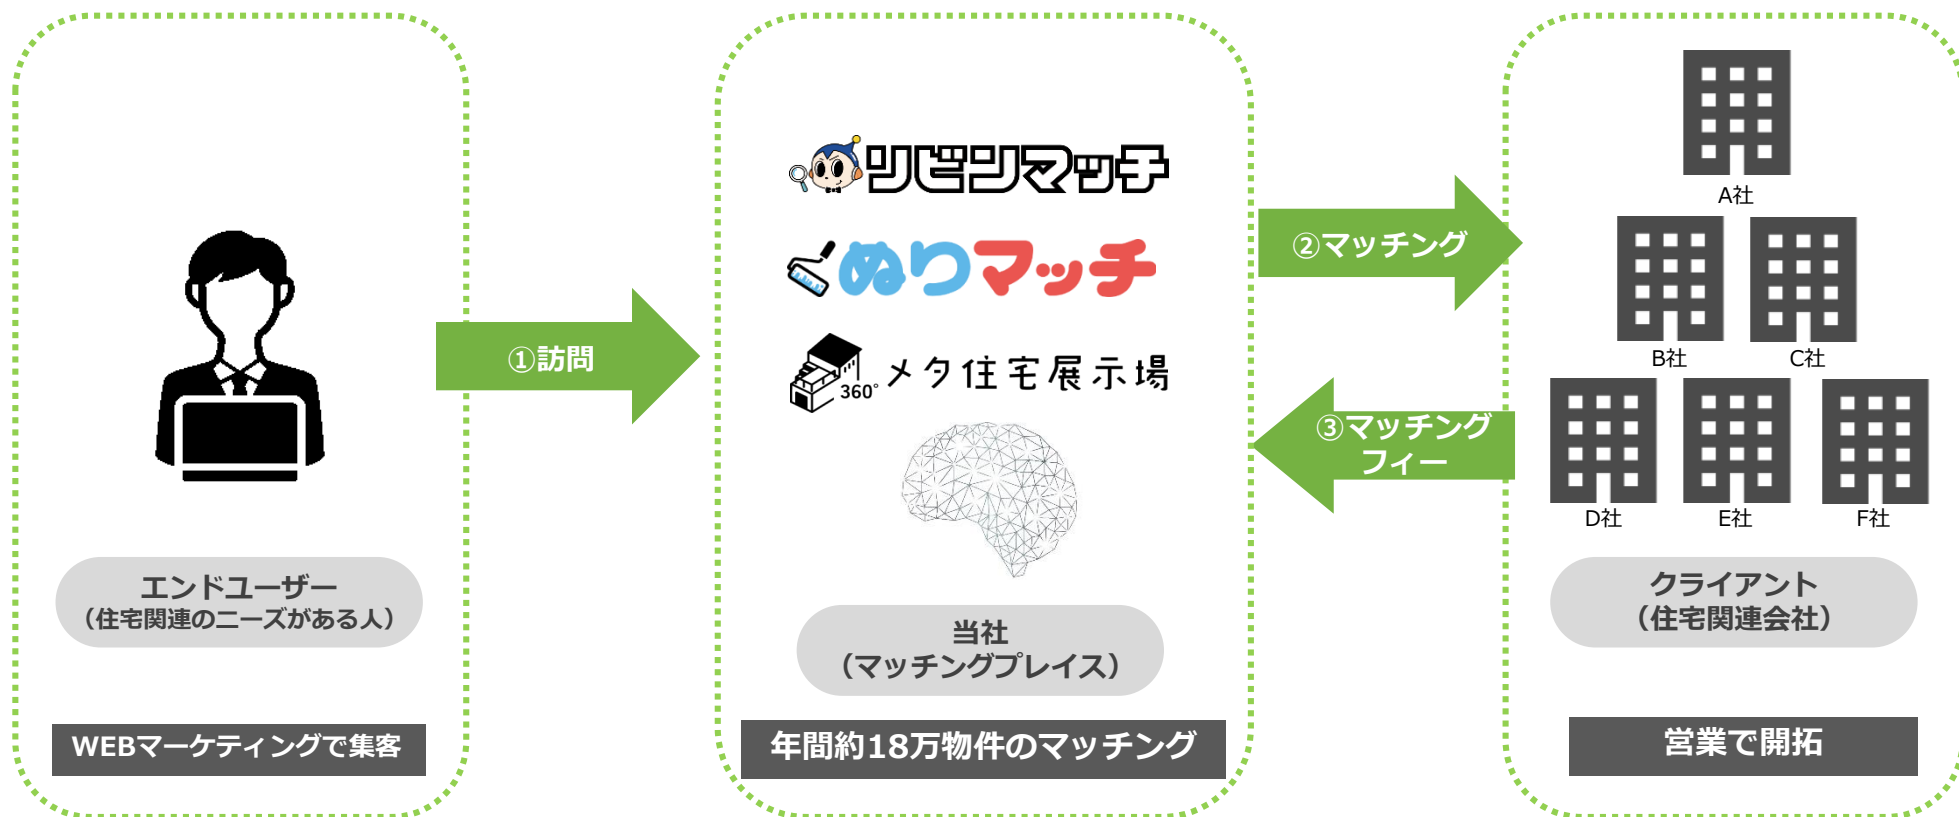 ①訪問
エンドユーザー
（住宅関連のニーズがある人）
WEBマーケティングで集客
リビンマッチ
ぬりマッチ
360°
メタ住宅展示場
当社
（マッチングプレイス）
年間約18万物件のマッチング
②マッチング
③マッチング
フィー
A社
B社
C社
D社
E社
F社
クライアント
（住宅関連会社）
営業で開拓